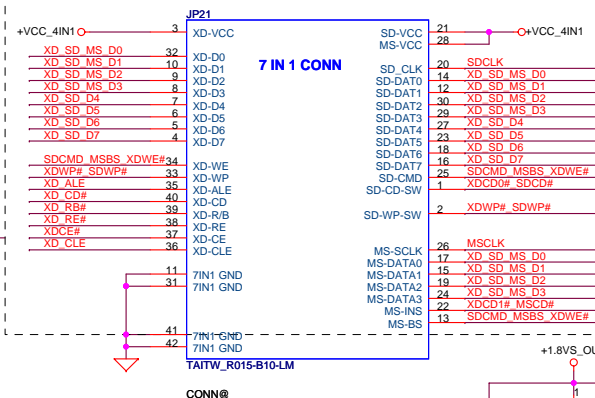 JP21
+VCC_4IN1 3 XD-VCC SD-VCC 21 +VCC_4IN1
MS-VCC 28
7 IN 1 CONN
XD_SD_MS_D0 32 XD-D0 SD_CLK 20 SDCLK
XD_SD_MS_D1 10 XD-D1 SD-DAT0 14 XD_SD_MS_D0
XD_SD_MS_D2 9 XD-D2 SD-DAT1 12 XD_SD_MS_D1
XD_SD_MS_D3 8 XD-D3 SD-DAT2 30 XD_SD_MS_D2
XD_SD_D4 7 XD-D4 SD-DAT3 29 XD_SD_MS_D3
XD_SD_D5 6 XD-D5 SD-DAT4 27 XD_SD_D4
XD_SD_D6 5 XD-D6 SD-DAT5 23 XD_SD_D5
XD_SD_D7 4 XD-D7 SD-DAT6 18 XD_SD_D6
SD-DAT7 16 XD_SD_D7
SDCMD_MSBS_XDWE# 34 XD-WE SD-CMD 25 SDCMD_MSBS_XDWE#
XDWP#_SDWP# 33 XD-WP SD-CD-SW 1 XDCD0#_SDCD#
XD_ALE 35 XD-ALE
XD_CD# 40 XD-CD
XD_RB# 39 XD-R/B SD-WP-SW 2 XDWP#_SDWP#
XD_RE# 38 XD-RE
XDCE# 37 XD-CE
XD_CLE 36 XD-CLE MS-SCLK 26 MSCLK
MS-DATA0 17 XD_SD_MS_D0
11 7IN1 GND MS-DATA1 15 XD_SD_MS_D1
31 7IN1 GND MS-DATA2 19 XD_SD_MS_D2
MS-DATA3 24 XD_SD_MS_D3
MS-INS 22 XDCD1#_MSCD#
MS-BS 13 SDCMD_MSBS_XDWE#
41 7IN1 GND
42 7IN1 GND
+1.8VS_OU
TAITW_R015-B10-LM
CONN@
1